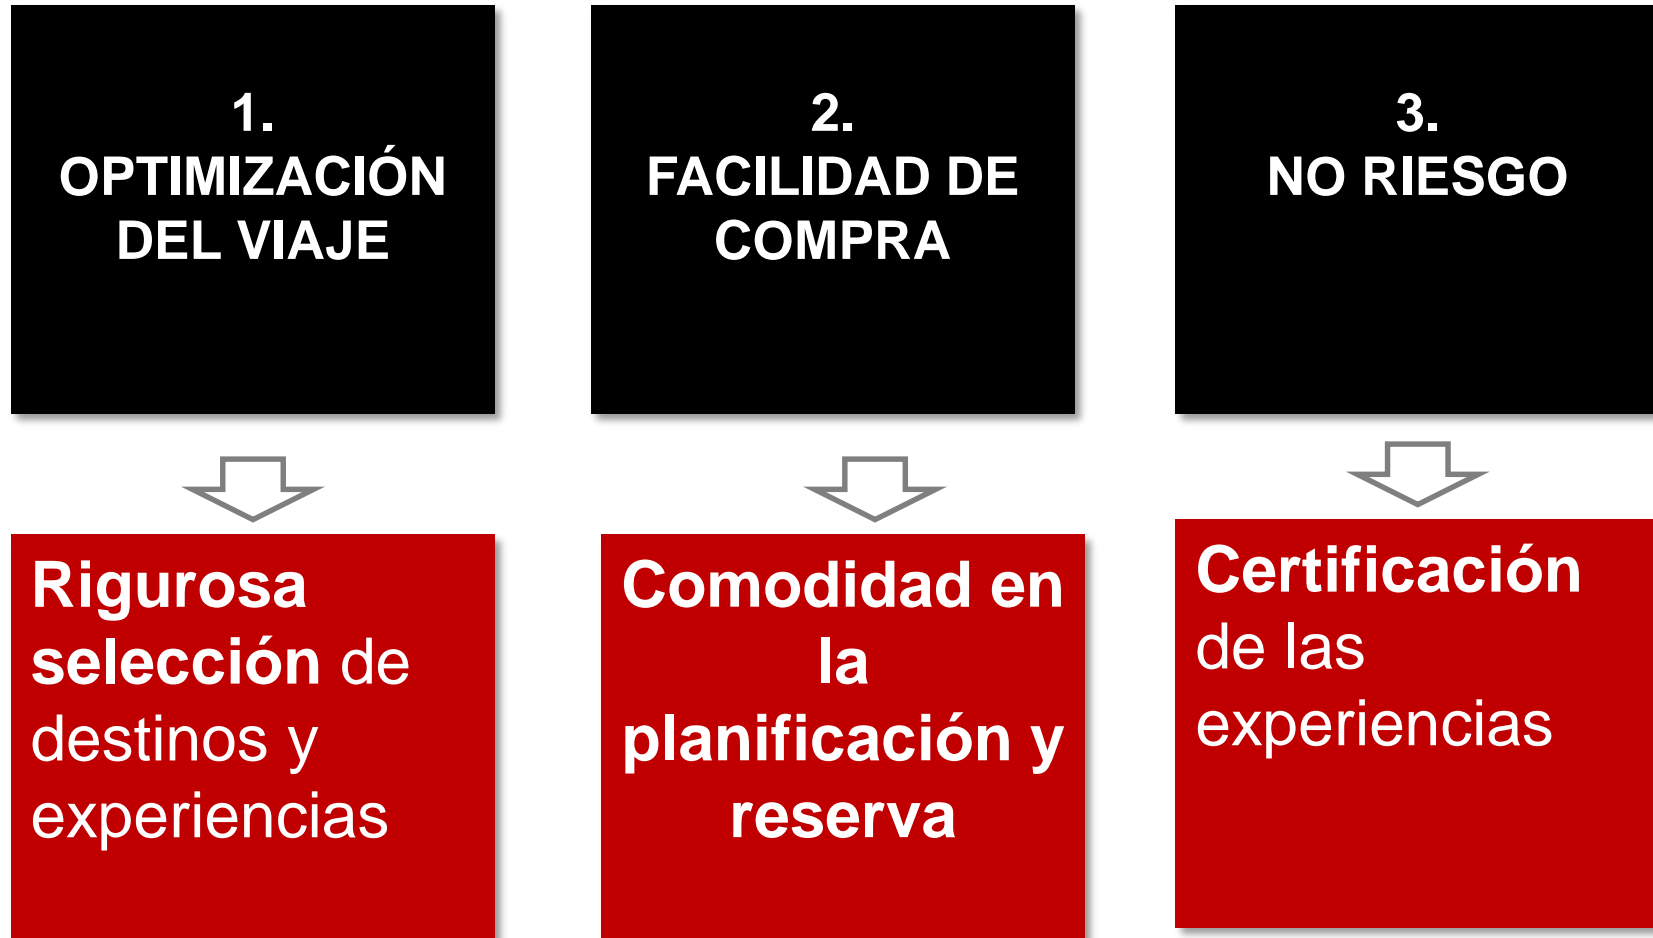 1.
OPTIMIZACIÓN
DEL VIAJE
2.
FACILIDAD DE
COMPRA
3.
NO RIESGO
Rigurosa
selección de
destinos y
experiencias
Comodidad en
la
planificación y
reserva
Certificación
de las
experiencias